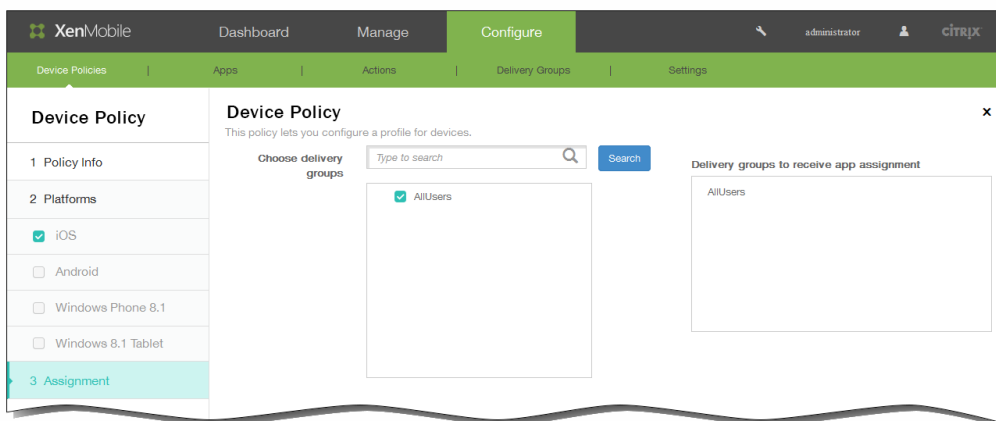 XenMobile Dashboard Manage Configure administrator CİTRIX
Device Policies | Apps | Actions | Delivery Groups | Settings
Device Policy
1 Policy Info
2 Platforms
iOS
Android
Windows Phone 8.1
Windows 8.1 Tablet
3 Assignment
Device Policy x
This policy lets you configure a profile for devices.
Choose delivery groups
Type to search
Search
AllUsers
Delivery groups to receive app assignment
AllUsers